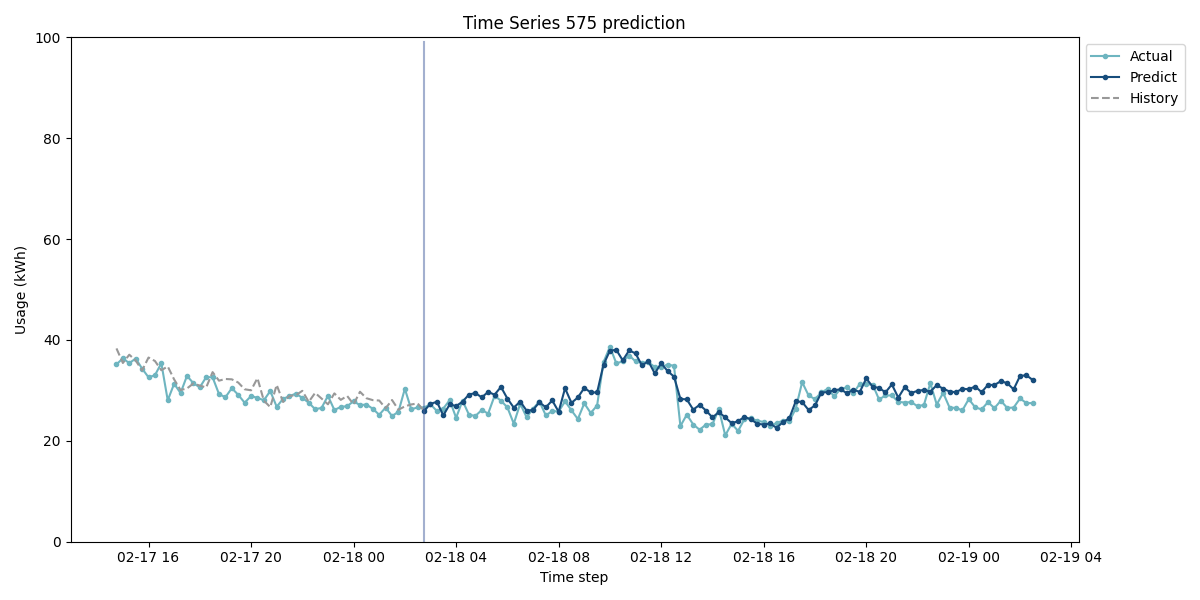 Time Series 575 prediction
Usage (kWh)
100
80
60
40
20
0
02-17 16
02-17 20
02-18 00
02-18 04
02-18 08
02-18 12
02-18 16
02-18 20
02-19 00
02-19 04
Time step
Actual
Predict
History